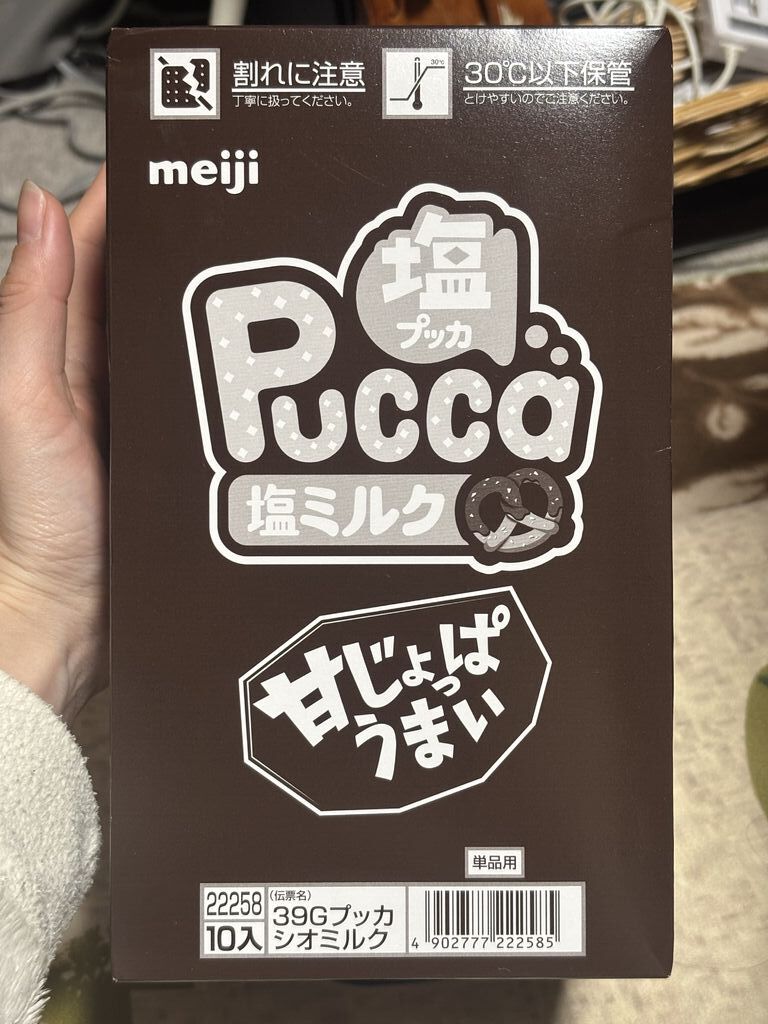 割れに注意
丁寧に扱ってください。
30℃
30℃以下保管
とけやすいのでご注意ください。
meiji
塩
プッカ
Pucca
塩ミルク
甘じょっぱ
うまい
単品用
22258
10入
(伝票名)
39Gプッカ
シオミルク
4 902777 222585